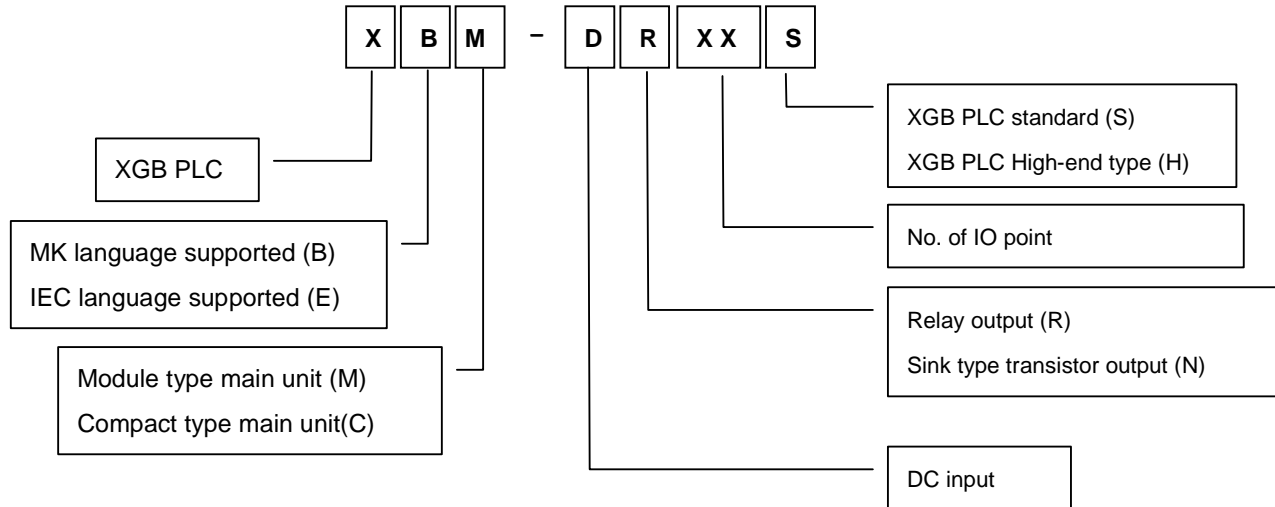 X B M - D R X X S
XGB PLC standard (S)
XGB PLC High-end type (H)
XGB PLC
No. of IO point
MK language supported (B)
IEC language supported (E)
Relay output (R)
Sink type transistor output (N)
Module type main unit (M)
Compact type main unit(C)
DC input